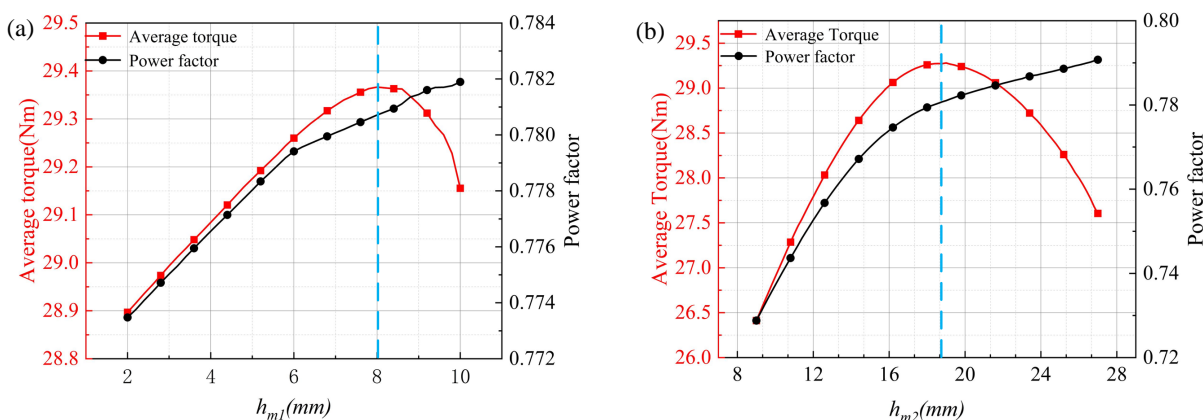 (a)
29.5
29.4
29.3
29.2
29.1
29.0
28.9
28.8
Average torque(Nm)
Average torque
Power factor
0.784
0.782
0.780
0.778
0.776
0.774
0.772
Power factor
2 4 6 8 10
h_m1(mm)
(b)
29.5
29.0
28.5
28.0
27.5
27.0
26.5
26.0
Average Torque(Nm)
Average Torque
Power factor
0.80
0.78
0.76
0.74
0.72
Power factor
8 12 16 20 24 28
h_m2(mm)